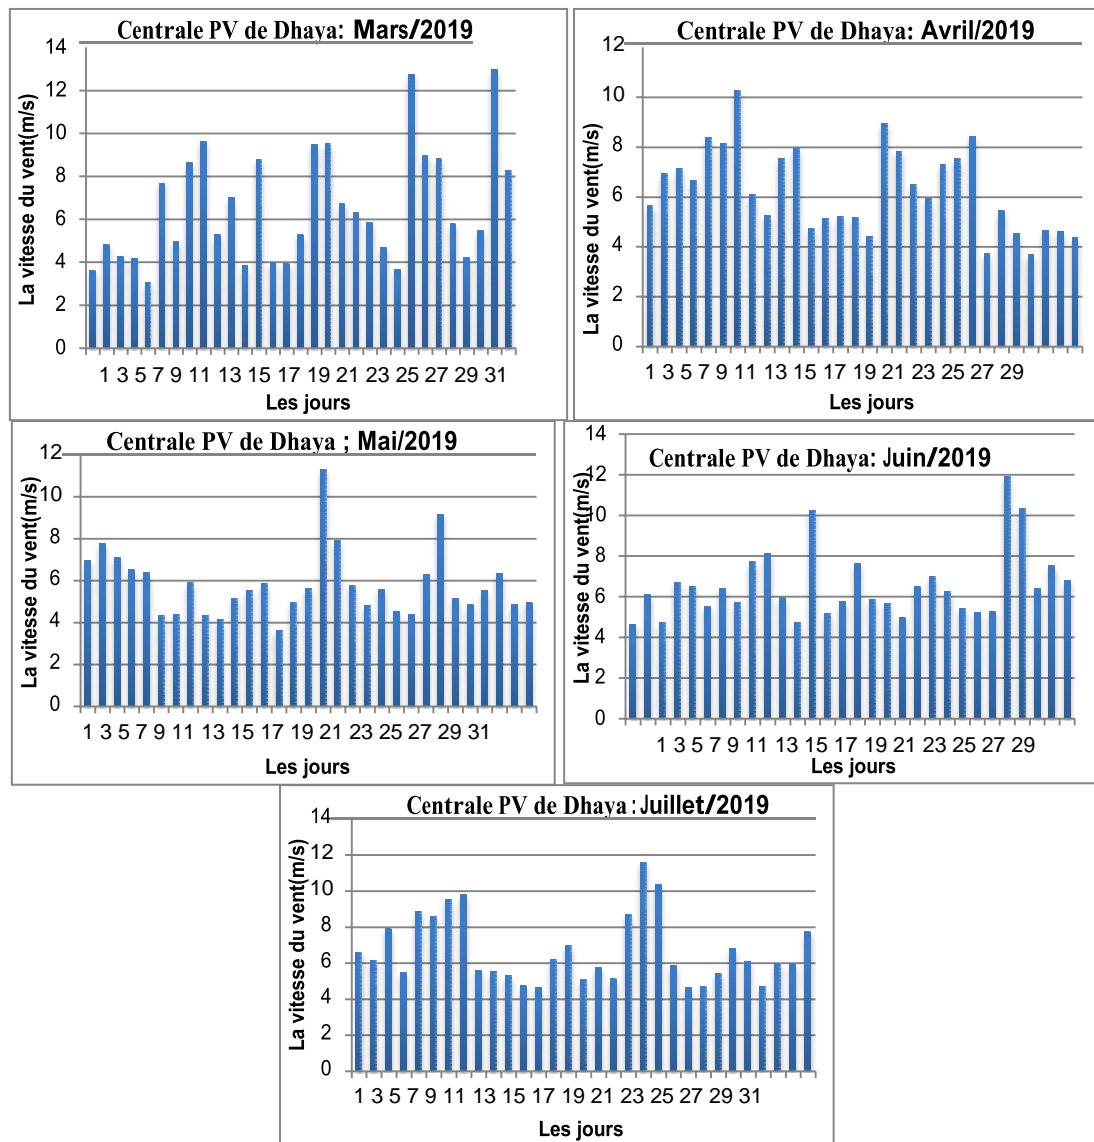 Centrale PV de Dhaya: Mars/2019
La vitesse du vent(m/s)
14
12
10
8
6
4
2
0
1 3 5 7 9 11 13 15 17 19 21 23 25 27 29 31
Les jours
Centrale PV de Dhaya: Avril/2019
La vitesse du vent(m/s)
12
10
8
6
4
2
0
1 3 5 7 9 11 13 15 17 19 21 23 25 27 29
Les jours
Centrale PV de Dhaya ; Mai/2019
La vitesse du vent(m/s)
12
10
8
6
4
2
0
1 3 5 7 9 11 13 15 17 19 21 23 25 27 29 31
Les jours
Centrale PV de Dhaya: Juin/2019
La vitesse du vent(m/s)
14
12
10
8
6
4
2
0
1 3 5 7 9 11 13 15 17 19 21 23 25 27 29
Les jours
Centrale PV de Dhaya : Juillet/2019
La vitesse du vent(m/s)
14
12
10
8
6
4
2
0
1 3 5 7 9 11 13 15 17 19 21 23 25 27 29 31
Les jours